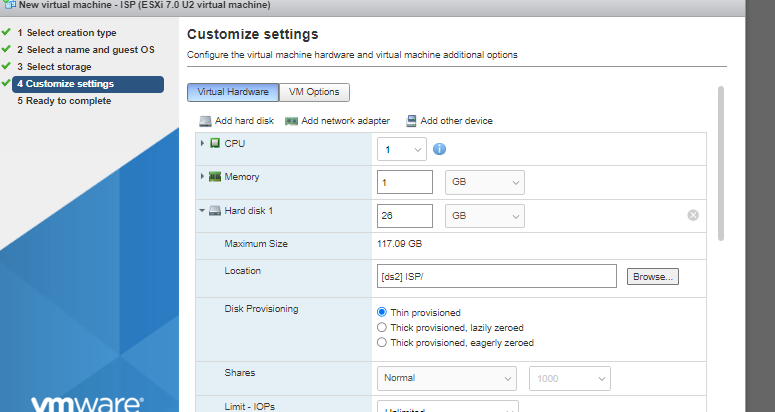 New virtual machine - ISP (ESXi 7.0 U2 virtual machine)
1 Select creation type
2 Select a name and guest OS
3 Select storage
4 Customize settings
5 Ready to complete
Customize settings
Configure the virtual machine hardware and virtual machine additional options
Virtual Hardware VM Options
Add hard disk Add network adapter Add other device
CPU 1 i
Memory 1 GB
Hard disk 1 26 GB
Maximum Size 117.09 GB
Location [ds2] ISP/ Browse...
Disk Provisioning
Thin provisioned
Thick provisioned, lazily zeroed
Thick provisioned, eagerly zeroed
Shares Normal 1000
Limit - IOPs Unlimited
vmware®